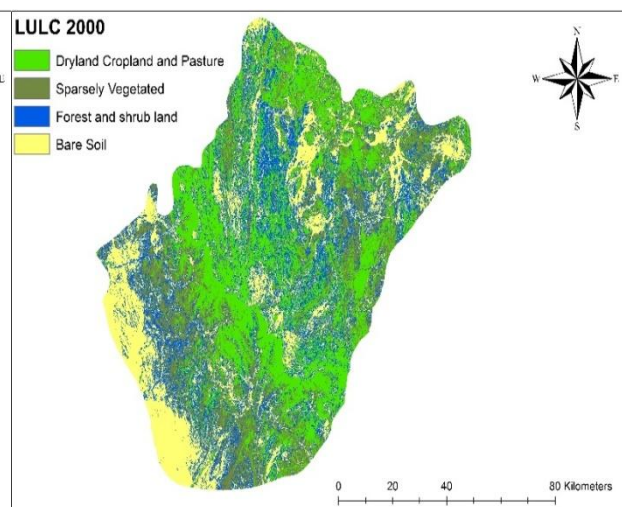 LULC 2000
Dryland Cropland and Pasture
Sparsely Vegetated
Forest and shrub land
Bare Soil
N
W E
S
0 20 40 80 Kilometers